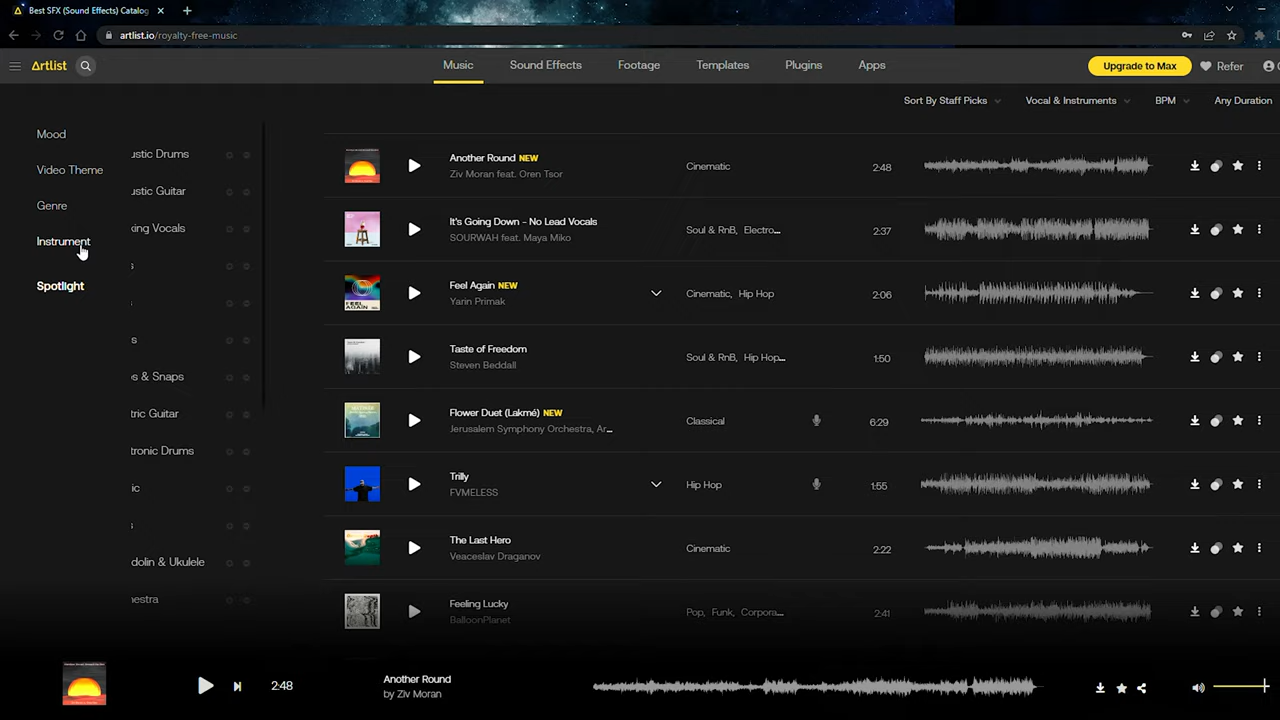 Best SFX (Sound Effects) Catalog
artlist.io/royalty-free-music
Artlist
Music
Sound Effects
Footage
Templates
Plugins
Apps
Upgrade to Max
Refer
Sort By Staff Picks
Vocal & Instruments
BPM
Any Duration
Mood
Video Theme
Genre
Instrument
Spotlight
ustic Drums
ustic Guitar
king Vocals
s
s
s & Snaps
tric Guitar
tronic Drums
ic
s
dolin & Ukulele
hestra
Another Round NEW
Ziv Moran feat. Oren Tsor
Cinematic
2:48
It's Going Down - No Lead Vocals
SOURWAH feat. Maya Miko
Soul & RnB, Electro...
2:37
Feel Again NEW
Yarin Primak
Cinematic, Hip Hop
2:06
Taste of Freedom
Steven Beddall
Soul & RnB, Hip Hop...
1:50
Flower Duet (Lakmé) NEW
Jerusalem Symphony Orchestra, Ar...
Classical
6:29
Trilly
FVMELESS
Hip Hop
1:55
The Last Hero
Veaceslav Draganov
Cinematic
2:22
Feeling Lucky
BalloonPlanet
Pop, Funk, Corpora...
2:41
2:48
Another Round
by Ziv Moran